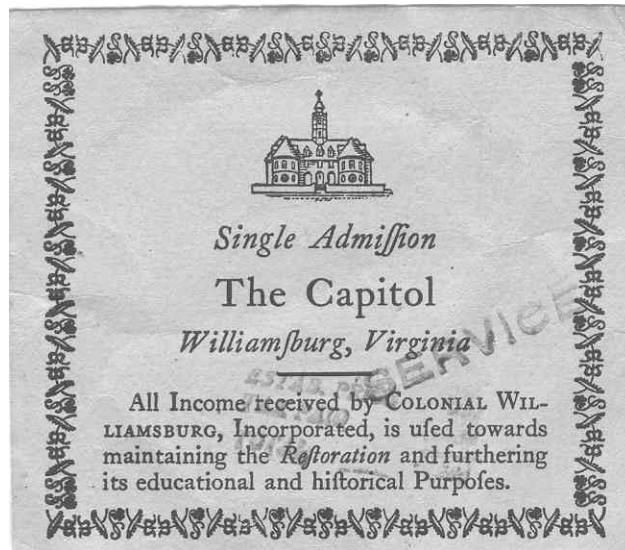 Single Admiſſion
The Capitol
Williamſburg, Virginia
SERVICE
All Income received by COLONIAL WIL-
LIAMSBURG, Incorporated, is uſed towards
maintaining the Reſtoration and furthering
its educational and hiſtorical Purpoſes.